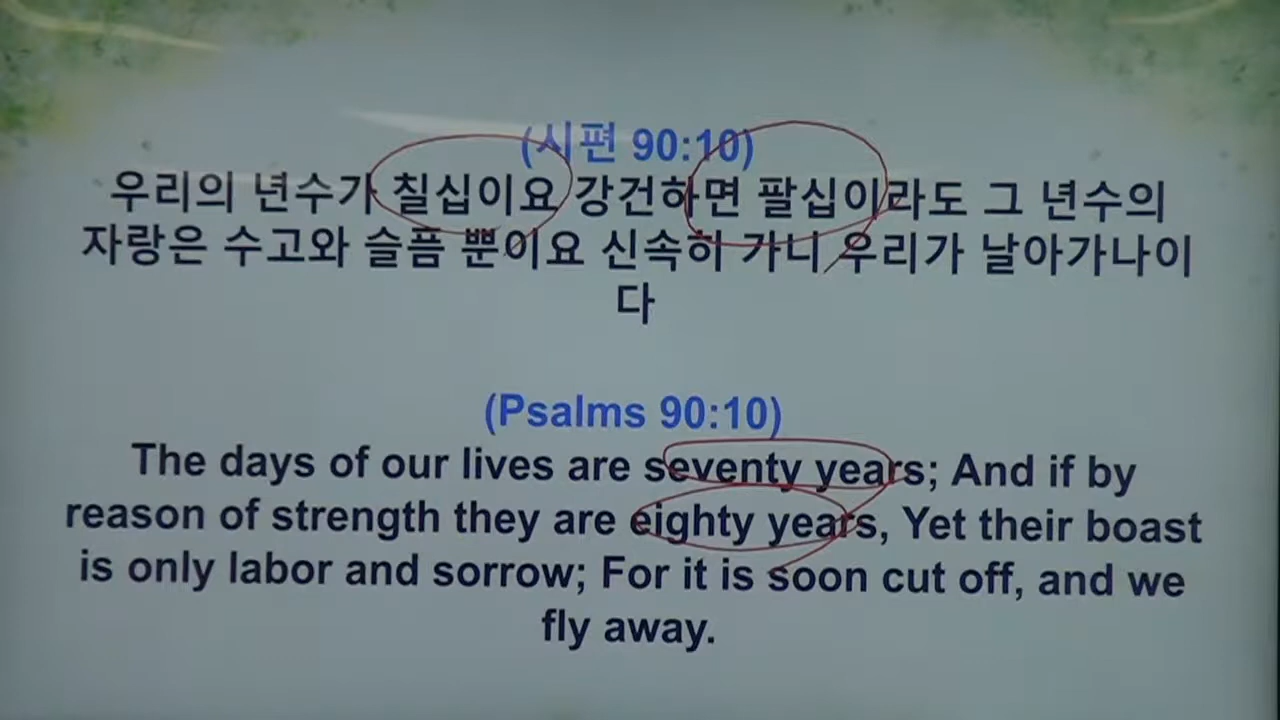 (시편 90:10)
우리의 년수가 칠십이요 강건하면 팔십이라도 그 년수의
자랑은 수고와 슬픔 뿐이요 신속히 가니 우리가 날아가나이
다
(Psalms 90:10)
The days of our lives are seventy years; And if by
reason of strength they are eighty years, Yet their boast
is only labor and sorrow; For it is soon cut off, and we
fly away.